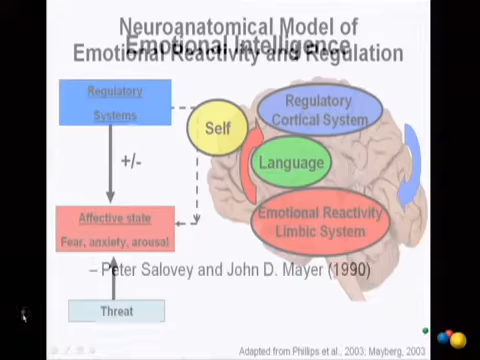 Neuroanatomical Model of
Emotional Intelligence
Emotional Reactivity and Regulation
Regulatory
Systems
Regulatory
Cortical System
Self
+/-
Language
Affective state
Fear, anxiety, arousal
Emotional Reactivity
Limbic System
– Peter Salovey and John D. Mayer (1990)
Threat
Adapted from Phillips et al., 2003; Mayberg, 2003